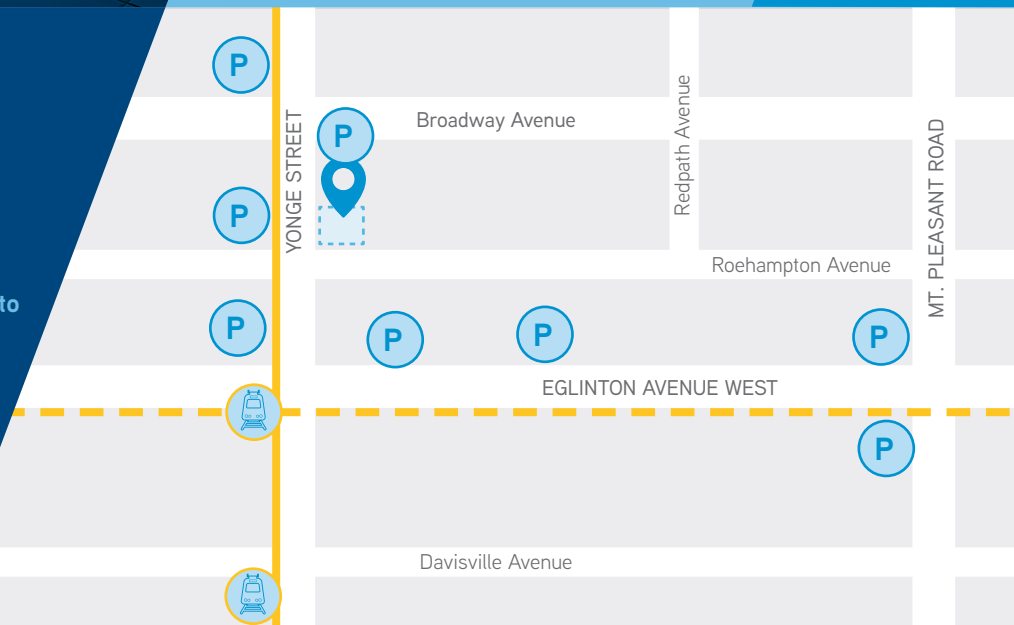 P
Broadway Avenue
P
YONGE STREET
Redpath Avenue
MT. PLEASANT ROAD
P
Roehampton Avenue
to
P
P
P
P
EGLINTON AVENUE WEST
P
Davisville Avenue